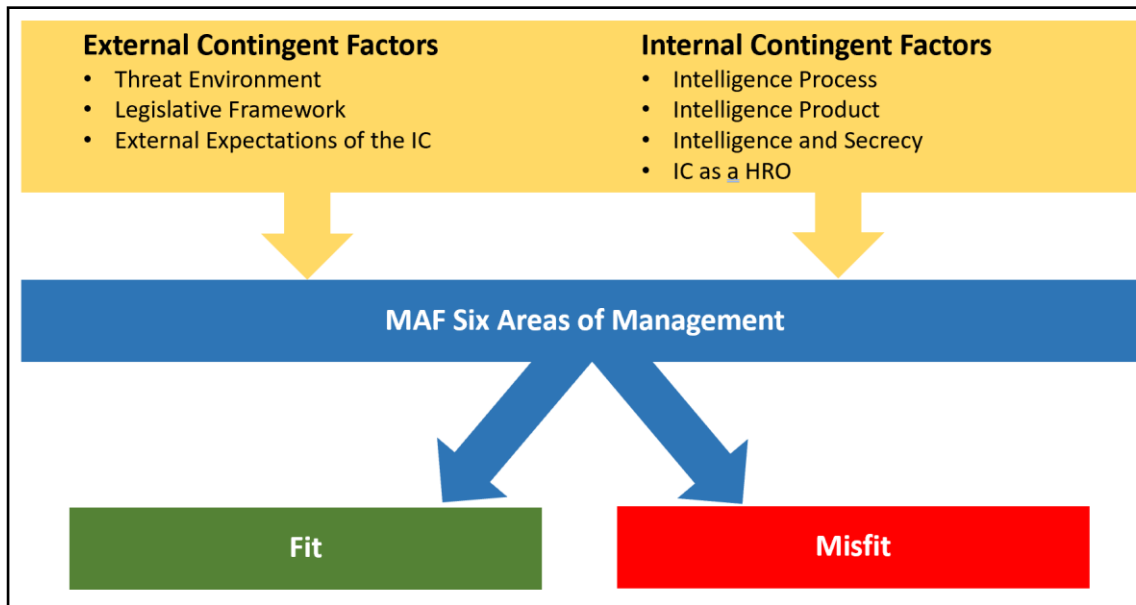 External Contingent Factors
• Threat Environment
• Legislative Framework
• External Expectations of the IC
Internal Contingent Factors
• Intelligence Process
• Intelligence Product
• Intelligence and Secrecy
• IC as a HRO
MAF Six Areas of Management
Fit
Misfit